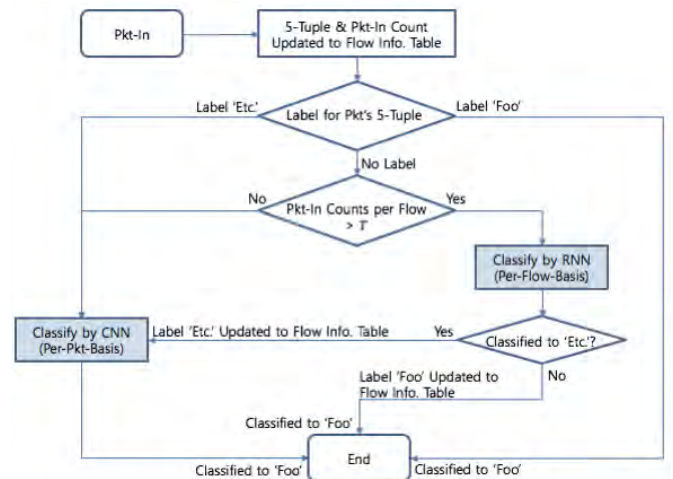 Pkt-In
5-Tuple & Pkt-In Count
Updated to Flow Info. Table
Label 'Etc.'
Label for Pkt's 5-Tuple
Label 'Foo'
No Label
No
Pkt-In Counts per Flow
> T
Yes
Classify by RNN
(Per-Flow-Basis)
Classify by CNN
(Per-Pkt-Basis)
Label 'Etc.' Updated to Flow Info. Table
Yes
Classified to 'Etc.'?
Label 'Foo' Updated to
Flow Info. Table
No
Classified to 'Foo'
End
Classified to 'Foo'
Classified to 'Foo'